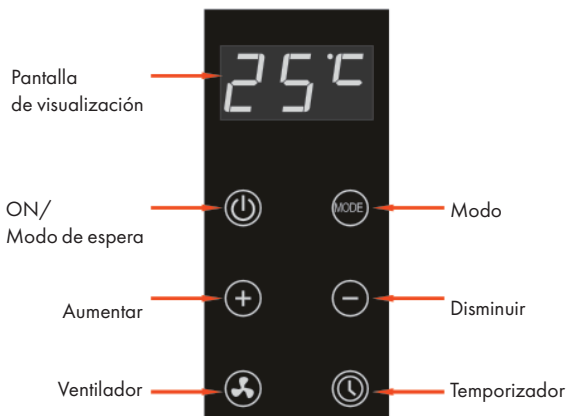 25°C
Pantalla
de visualización
ON/
Modo de espera
MODE
Modo
Aumentar
Disminuir
Ventilador
Temporizador